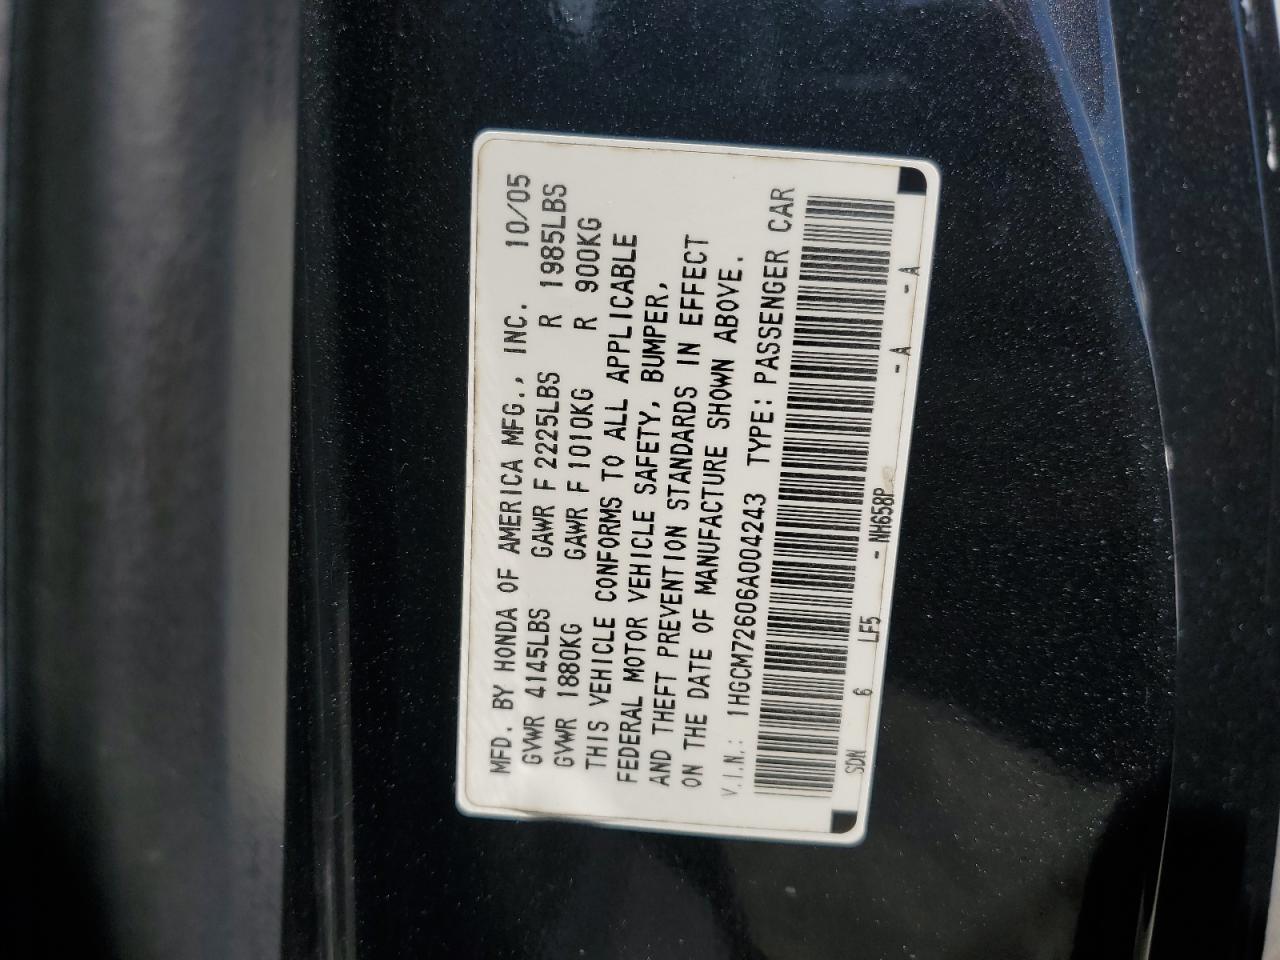 MFD. BY HONDA OF AMERICA MFG., INC. 10/05
GVWR 4145LBS GAWR F 2225LBS R 1985LBS
GVWR 1880KG GAWR F 1010KG R 900KG
THIS VEHICLE CONFORMS TO ALL APPLICABLE
FEDERAL MOTOR VEHICLE SAFETY, BUMPER,
AND THEFT PREVENTION STANDARDS IN EFFECT
ON THE DATE OF MANUFACTURE SHOWN ABOVE.
V.I.N.: 1HGCM72606A004243 TYPE: PASSENGER CAR
SDN 6 LF5 - NH658P - A - A